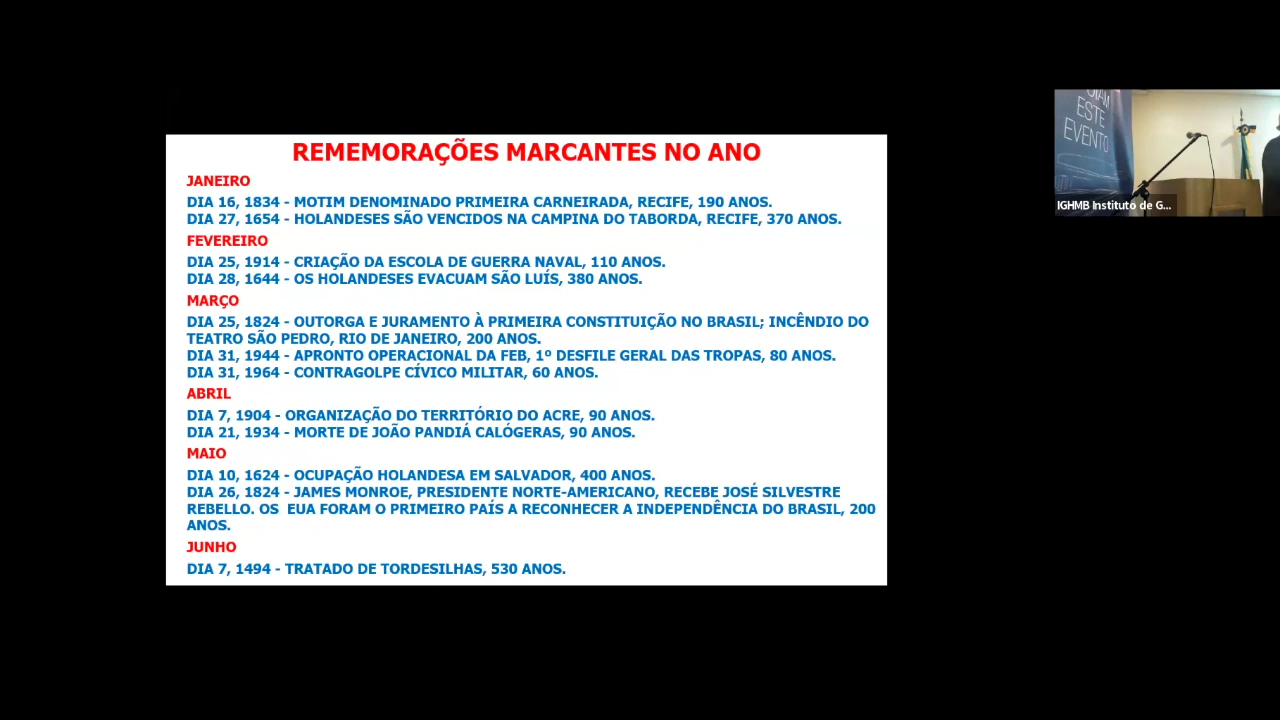 REMEMORAÇÕES MARCANTES NO ANO
JANEIRO
DIA 16, 1834 - MOTIM DENOMINADO PRIMEIRA CARNEIRADA, RECIFE, 190 ANOS.
DIA 27, 1654 - HOLANDESES SÃO VENCIDOS NA CAMPINA DO TABORDA, RECIFE, 370 ANOS.
FEVEREIRO
DIA 25, 1914 - CRIAÇÃO DA ESCOLA DE GUERRA NAVAL, 110 ANOS.
DIA 28, 1644 - OS HOLANDESES EVACUAM SÃO LUÍS, 380 ANOS.
MARÇO
DIA 25, 1824 - OUTORGA E JURAMENTO À PRIMEIRA CONSTITUIÇÃO NO BRASIL; INCÊNDIO DO
TEATRO SÃO PEDRO, RIO DE JANEIRO, 200 ANOS.
DIA 31, 1944 - APRONTO OPERACIONAL DA FEB, 1º DESFILE GERAL DAS TROPAS, 80 ANOS.
DIA 31, 1964 - CONTRAGOLPE CÍVICO MILITAR, 60 ANOS.
ABRIL
DIA 7, 1904 - ORGANIZAÇÃO DO TERRITÓRIO DO ACRE, 90 ANOS.
DIA 21, 1934 - MORTE DE JOÃO PANDIÁ CALÓGERAS, 90 ANOS.
MAIO
DIA 10, 1624 - OCUPAÇÃO HOLANDESA EM SALVADOR, 400 ANOS.
DIA 26, 1824 - JAMES MONROE, PRESIDENTE NORTE-AMERICANO, RECEBE JOSÉ SILVESTRE
REBELLO. OS EUA FORAM O PRIMEIRO PAÍS A RECONHECER A INDEPENDÊNCIA DO BRASIL, 200
ANOS.
JUNHO
DIA 7, 1494 - TRATADO DE TORDESILHAS, 530 ANOS.
ESTE
EVENTO
IGHMB Instituto de G...